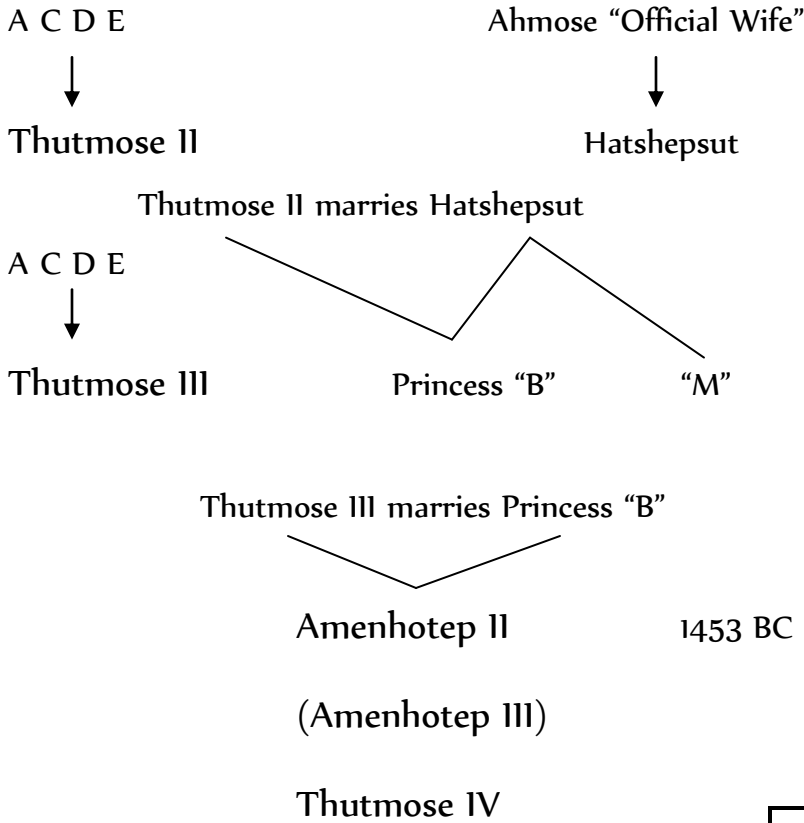 A C D E Ahmose “Official Wife”
Thutmose II Hatshepsut
Thutmose II marries Hatshepsut
A C D E
Thutmose III Princess “B” “M”
Thutmose III marries Princess “B”
Amenhotep II 1453 BC
(Amenhotep III)
Thutmose IV